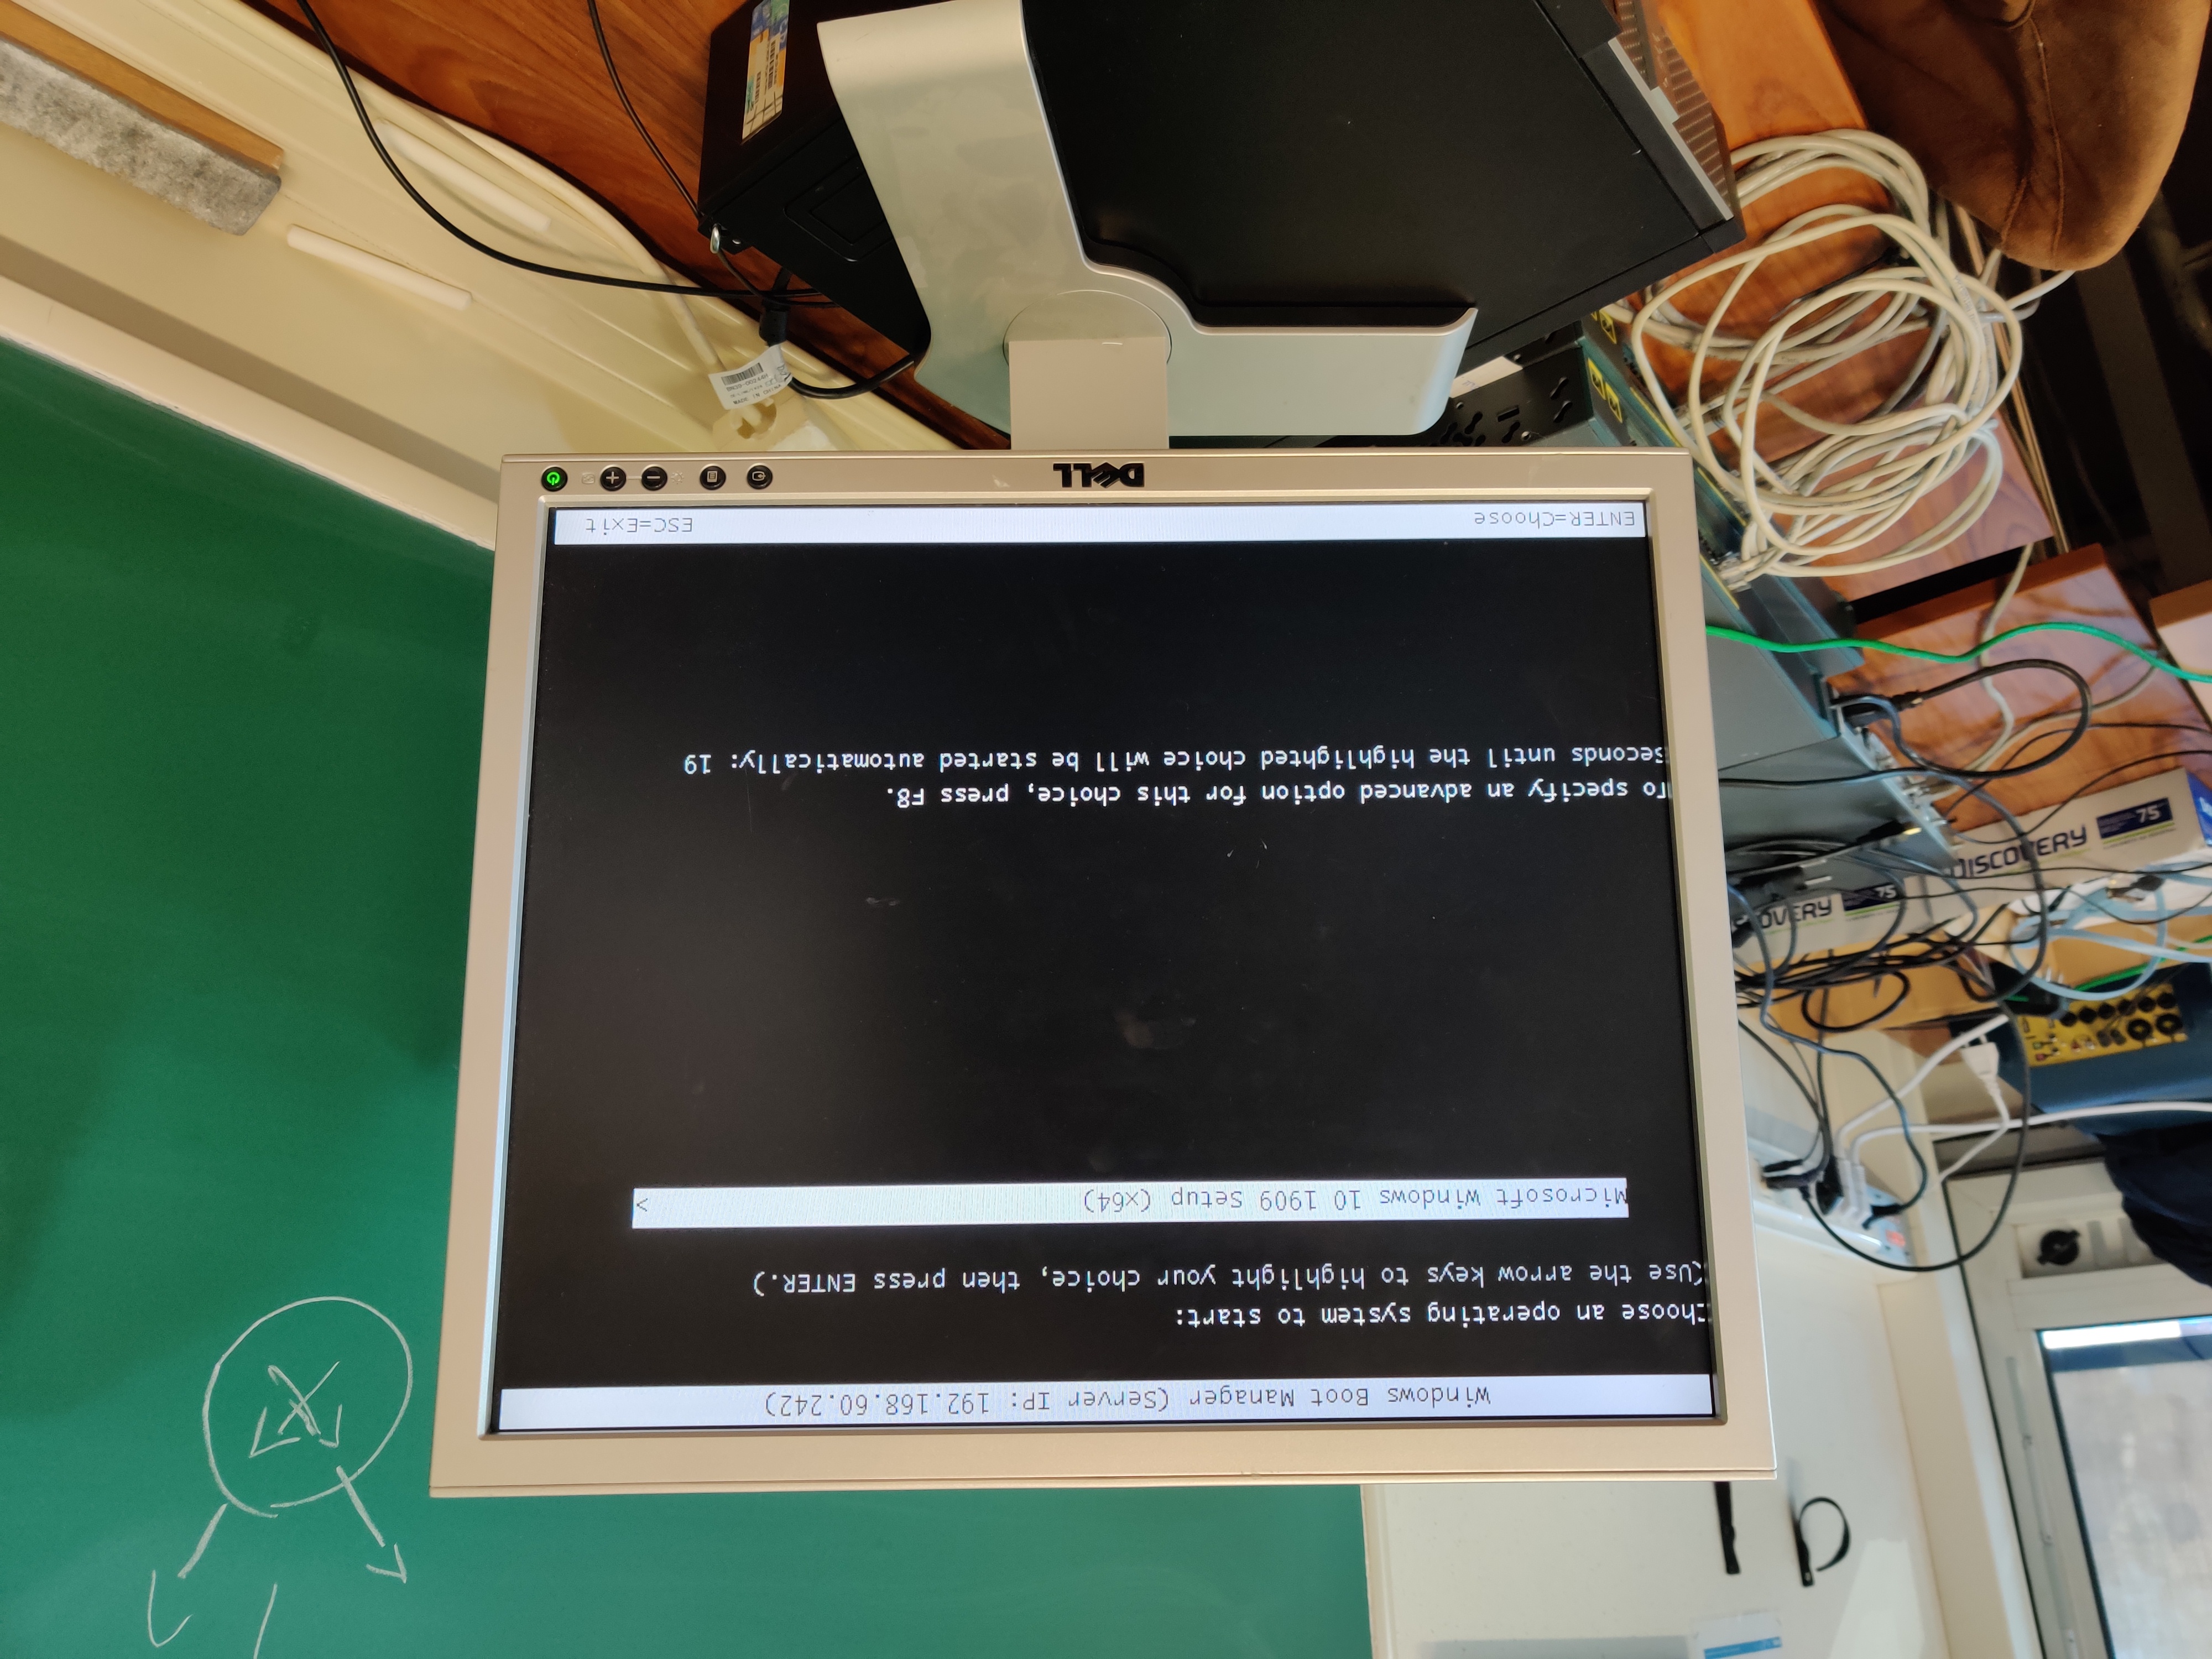 Windows Boot Manager (Server IP: 192.168.60.242)
Choose an operating system to start:
(Use the arrow keys to highlight your choice, then press ENTER.)
Microsoft Windows 10 1909 Setup (x64) >
To specify an advanced option for this choice, press F8.
Seconds until the highlighted choice will be started automatically: 19
ENTER=Choose ESC=Exit
DELL
DISCOVERY
75
75